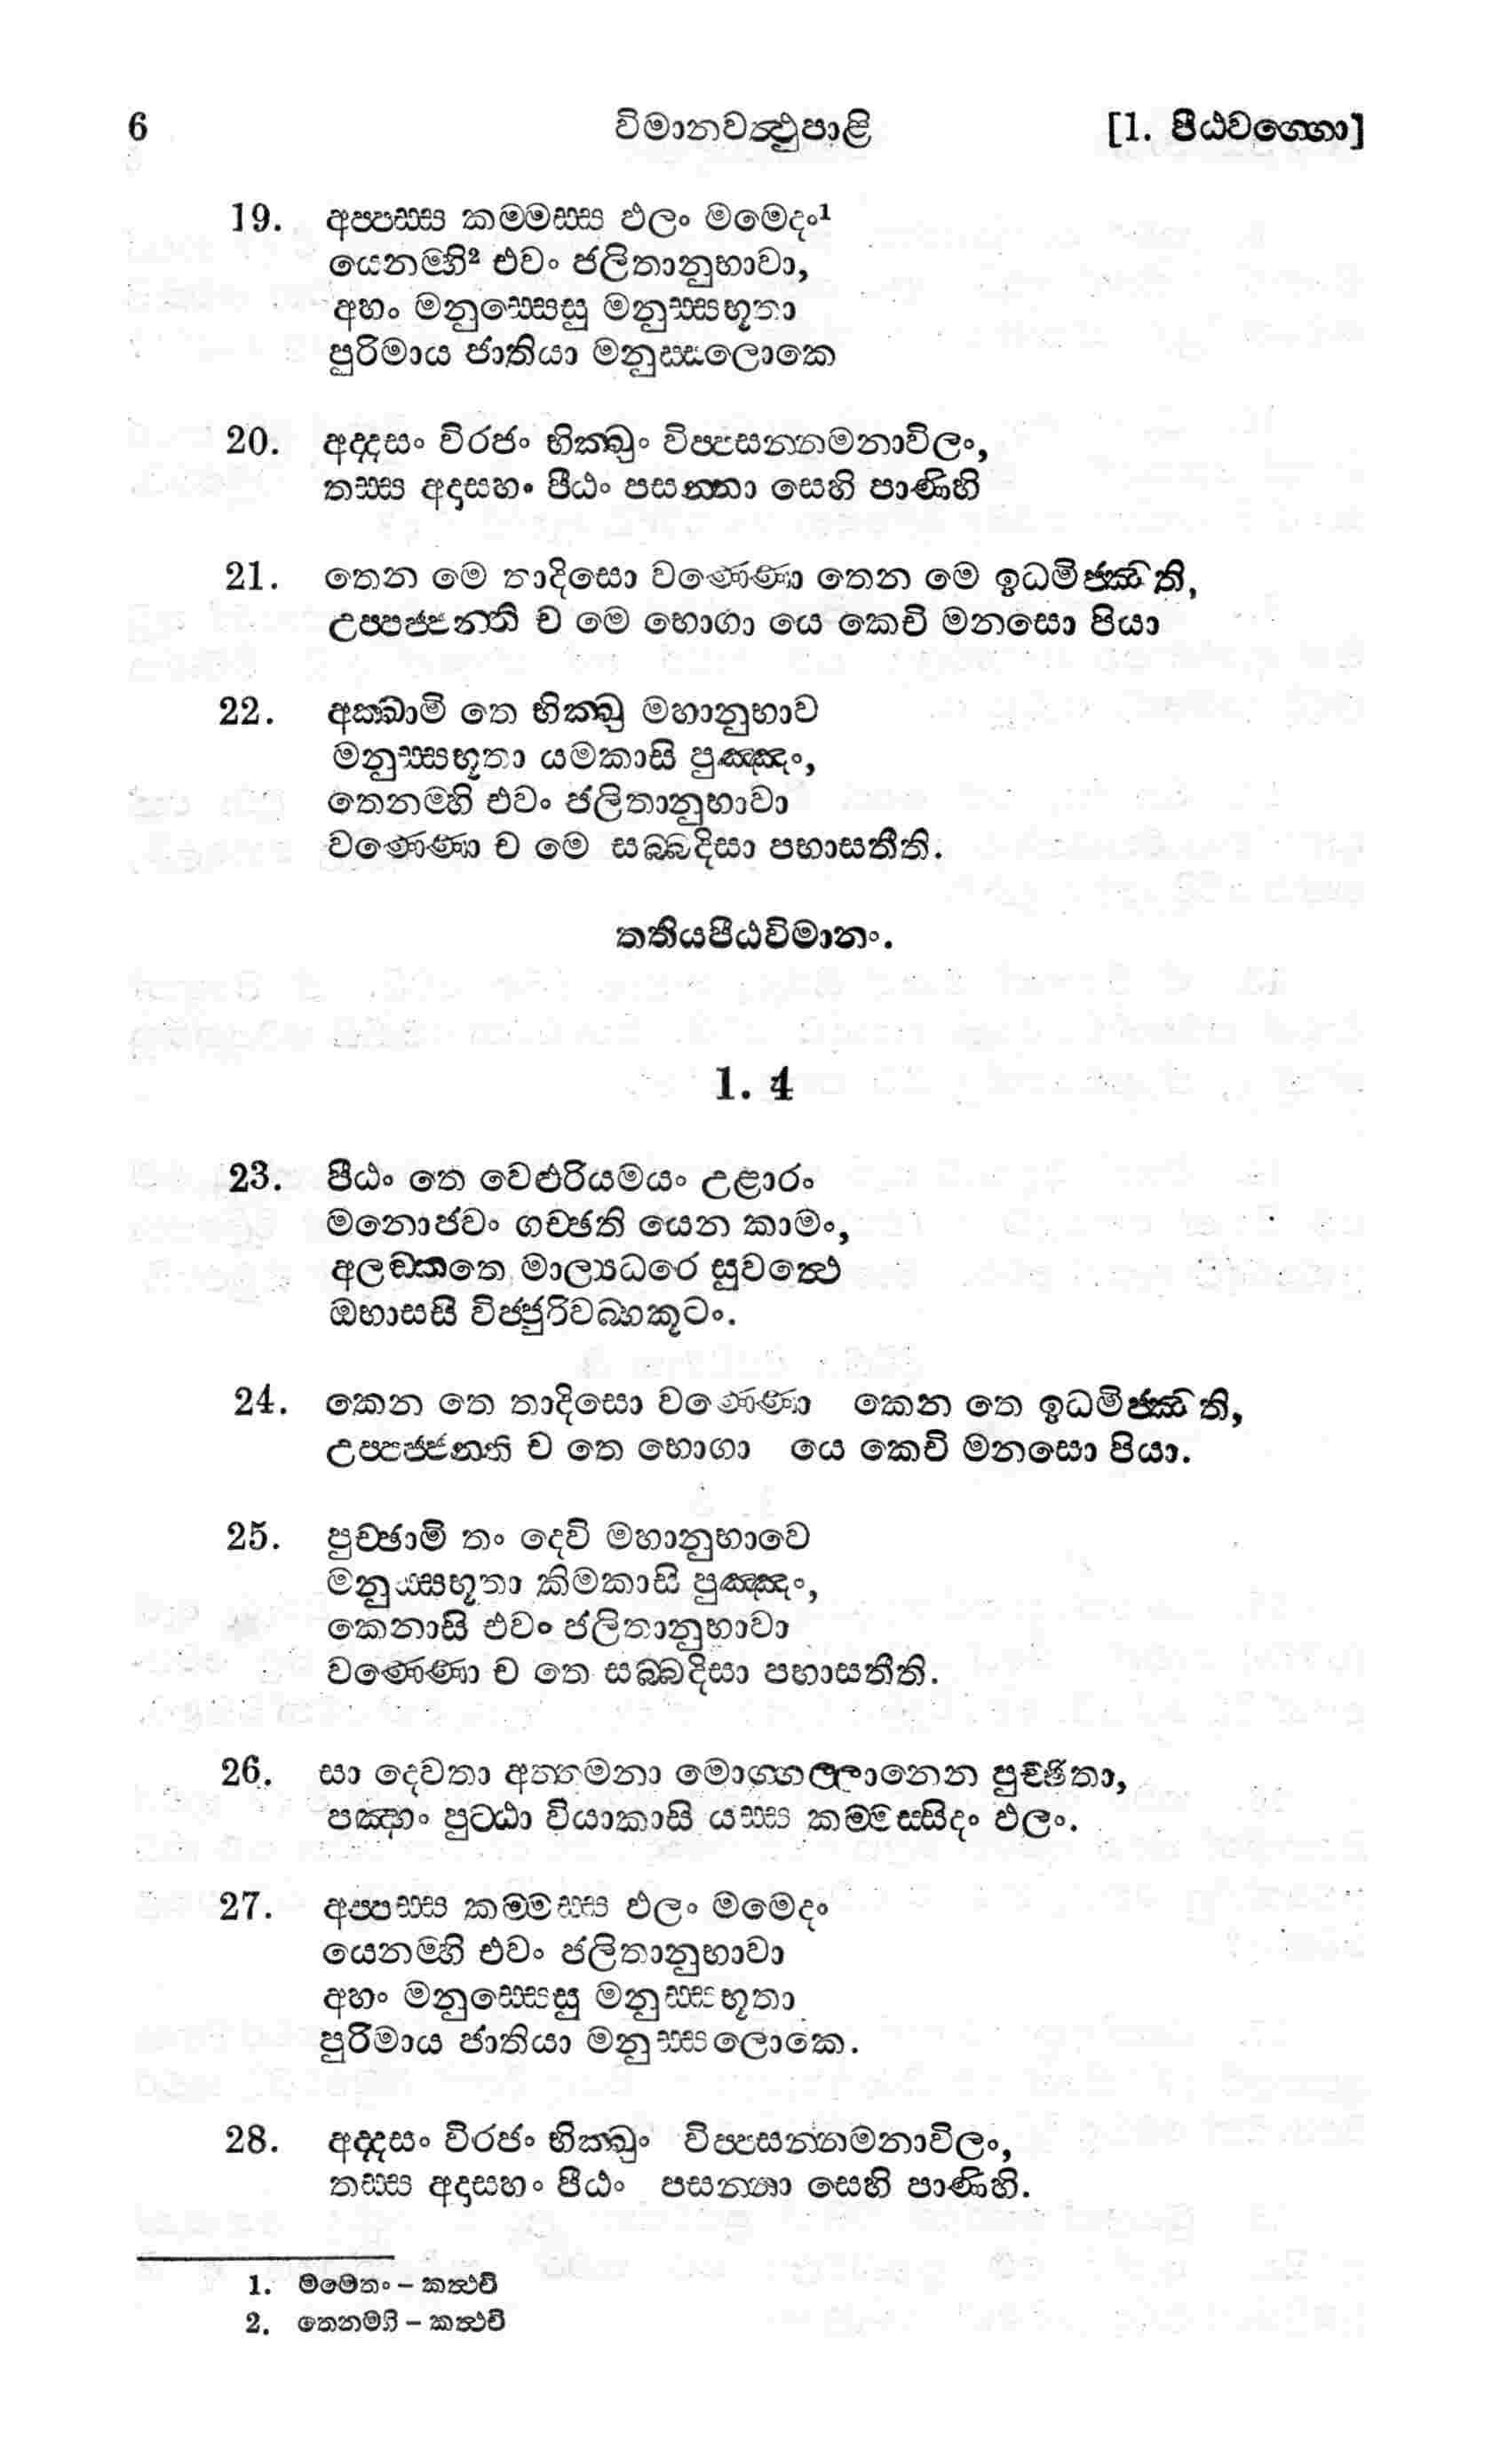 6 විමානවත්‍ථුපාළි [1. පීඨවග්‍ගො]
19. අප්‍පස්‍ස කම්‍මස්‍ස ඵලං මමෙදං¹
යෙනම්හි² එවං ජලිතානුභාවා,
අහං මනුස්‍සෙසු මනුස්‍සභූතා
පුරිමාය ජාතියා මනුස්‍සලොකෙ
20. අද්‍දසං විරජං භික්‍ඛුං විප්‍පසන්‍නමනාවිලං,
තස්‍ස අදාසහං පීඨං පසන්‍නා සෙහි පාණිහි
21. තෙන මෙ තාදිසො වණ්‍ණො තෙන මෙ ඉධමිජ්ඣති,
උප්‍පජ්ජන්‍ති ච මෙ භොගා යෙ කෙචි මනසො පියා
22. අක්‍ඛාමි තෙ භික්‍ඛු මහානුභාව
මනුස්‍සභූතා යමකාසි පුඤ්ඤං,
තෙනම්හි එවං ජලිතානුභාවා
වණ්‍ණො ච මෙ සබ්බදිසා පභාසතීති.
තතියපීඨවිමානං.
1. 4
23. පීඨං තෙ වෙළුරියමයං උළාරං
මනොජවං ගච්ඡති යෙන කාමං,
අලඞ්කතෙ මාල්‍යධරෙ සුවත්‍ථෙ
ඔභාසසි විජ්ජුරිවබ්භකූටං.
24. කෙන තෙ තාදිසො වණ්‍ණො කෙන තෙ ඉධමිජ්ඣති,
උප්‍පජ්ජන්‍ති ච තෙ භොගා යෙ කෙචි මනසො පියා.
25. පුච්ඡාමි තං දෙවි මහානුභාවෙ
මනුස්‍සභූතා කිමකාසි පුඤ්ඤං,
කෙනාසි එවං ජලිතානුභාවා
වණ්‍ණො ච තෙ සබ්බදිසා පභාසතීති.
26. සා දෙවතා අත්‍තමනා මොග්‍ගල්ලානෙන පුච්ඡිතා,
පඤ්හං පුට්ඨා වියාකාසි යස්‍ස කම්මස්සිදං ඵලං.
27. අප්‍පස්‍ස කම්‍මස්‍ස ඵලං මමෙදං
යෙනම්හි එවං ජලිතානුභාවා
අහං මනුස්‍සෙසු මනුස්‍සභූතා
පුරිමාය ජාතියා මනුස්‍සලොකෙ.
28. අද්‍දසං විරජං භික්‍ඛුං විප්‍පසන්‍නමනාවිලං,
තස්‍ස අදාසහං පීඨං පසන්‍නා සෙහි පාණිහි.
1. මමෙතං – කත්‍ථචි
2. තෙනම්හි – කත්‍ථචි